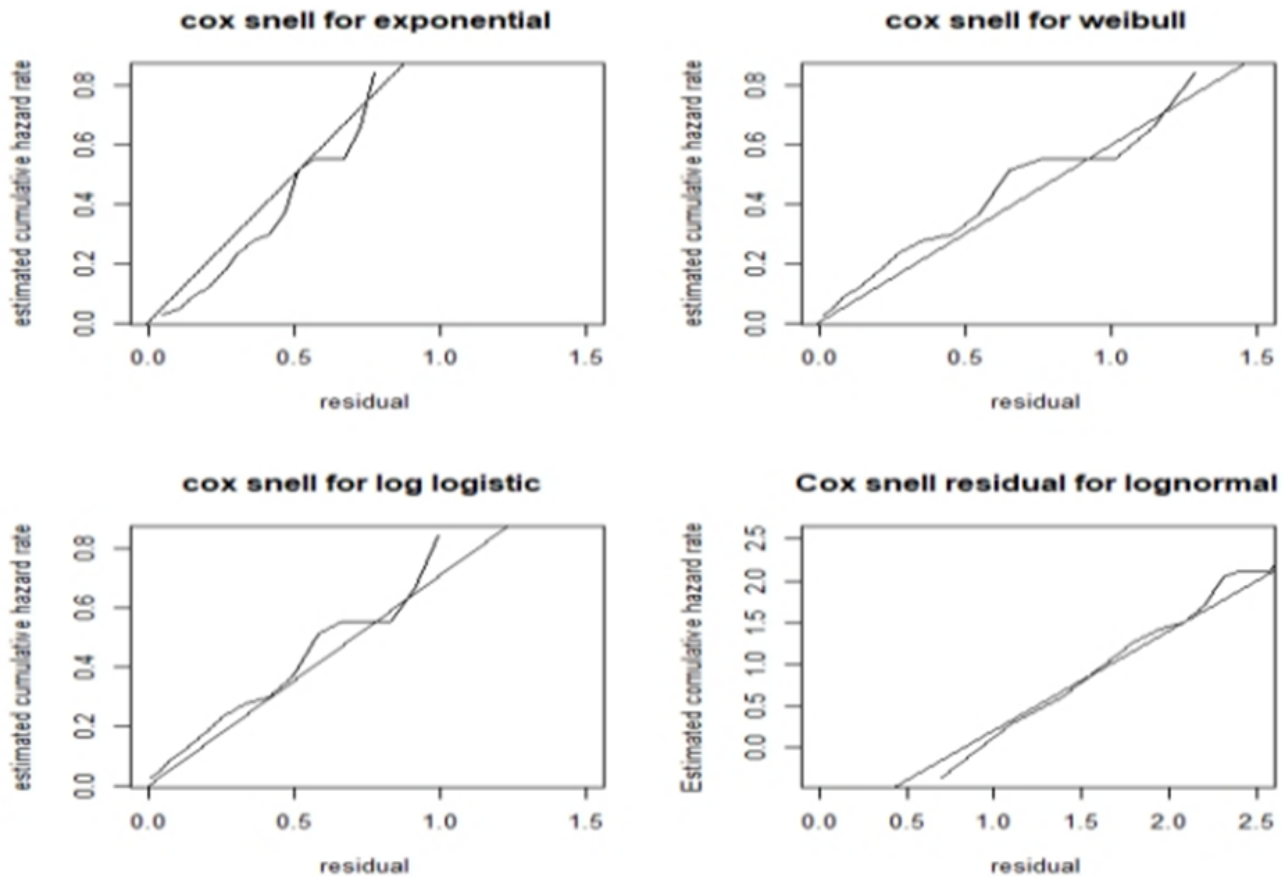 cox snell for exponential
estimated cumulative hazard rate
0.0 0.2 0.4 0.6 0.8
0.0 0.5 1.0 1.5
residual
cox snell for weibull
estimated cumulative hazard rate
0.0 0.2 0.4 0.6 0.8
0.0 0.5 1.0 1.5
residual
cox snell for log logistic
estimated cumulative hazard rate
0.0 0.2 0.4 0.6 0.8
0.0 0.5 1.0 1.5
residual
Cox snell residual for lognormal
Estimated comulative hazard rate
0.0 0.5 1.0 1.5 2.0 2.5
0.0 0.5 1.0 1.5 2.0 2.5
residual